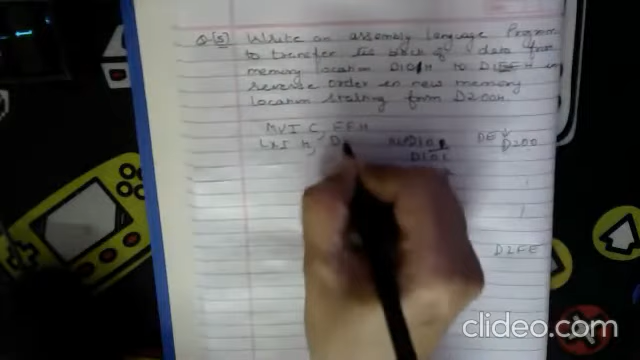 Q.(5) Write an assembly language Program
to transfer the block of data from
memory location D101H to D1FFH in
reverse order in new memory
location starting from D200H.
MVI C, FFH
LXI H, D
D101
DE
D200
D2FE
clideo.com